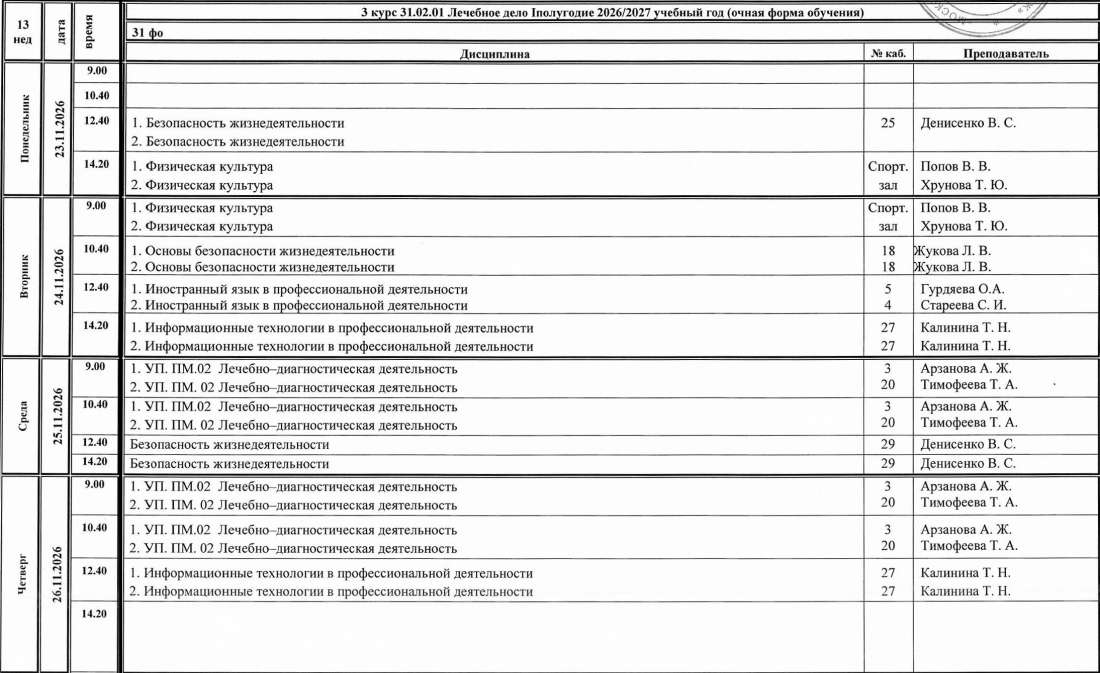 13 нед
дата
время
3 курс 31.02.01 Лечебное дело Iполугодие 2026/2027 учебный год (очная форма обучения)
31 фо
Дисциплина № каб. Преподаватель
Понедельник
23.11.2026
9.00
10.40
12.40 1. Безопасность жизнедеятельности 25 Денисенко В. С.
2. Безопасность жизнедеятельности
14.20 1. Физическая культура Спорт. Попов В. В.
2. Физическая культура зал Хрунова Т. Ю.
Вторник
24.11.2026
9.00 1. Физическая культура Спорт. Попов В. В.
2. Физическая культура зал Хрунова Т. Ю.
10.40 1. Основы безопасности жизнедеятельности 18 Жукова Л. В.
2. Основы безопасности жизнедеятельности 18 Жукова Л. В.
12.40 1. Иностранный язык в профессиональной деятельности 5 Гурдяева О.А.
2. Иностранный язык в профессиональной деятельности 4 Стареева С. И.
14.20 1. Информационные технологии в профессиональной деятельности 27 Калинина Т. Н.
2. Информационные технологии в профессиональной деятельности 27 Калинина Т. Н.
Среда
25.11.2026
9.00 1. УП. ПМ.02 Лечебно–диагностическая деятельность 3 Арзанова А. Ж.
2. УП. ПМ. 02 Лечебно–диагностическая деятельность 20 Тимофеева Т. А.
10.40 1. УП. ПМ.02 Лечебно–диагностическая деятельность 3 Арзанова А. Ж.
2. УП. ПМ. 02 Лечебно–диагностическая деятельность 20 Тимофеева Т. А.
12.40 Безопасность жизнедеятельности 29 Денисенко В. С.
14.20 Безопасность жизнедеятельности 29 Денисенко В. С.
Четверг
26.11.2026
9.00 1. УП. ПМ.02 Лечебно–диагностическая деятельность 3 Арзанова А. Ж.
2. УП. ПМ. 02 Лечебно–диагностическая деятельность 20 Тимофеева Т. А.
10.40 1. УП. ПМ.02 Лечебно–диагностическая деятельность 3 Арзанова А. Ж.
2. УП. ПМ. 02 Лечебно–диагностическая деятельность 20 Тимофеева Т. А.
12.40 1. Информационные технологии в профессиональной деятельности 27 Калинина Т. Н.
2. Информационные технологии в профессиональной деятельности 27 Калинина Т. Н.
14.20